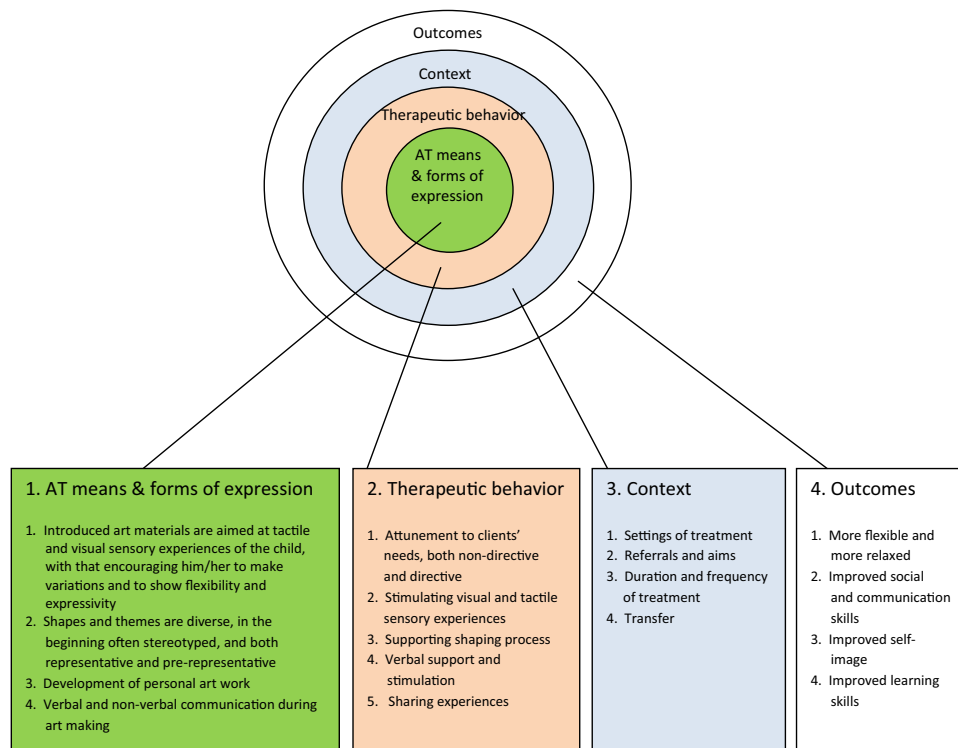 Outcomes
Context
Therapeutic behavior
AT means
& forms of
expression
1. AT means & forms of expression
1. Introduced art materials are aimed at tactile
and visual sensory experiences of the child,
with that encouraging him/her to make
variations and to show flexibility and
expressivity
2. Shapes and themes are diverse, in the
beginning often stereotyped, and both
representative and pre-representative
3. Development of personal art work
4. Verbal and non-verbal communication during
art making
2. Therapeutic behavior
1. Attunement to clients'
needs, both non-directive
and directive
2. Stimulating visual and tactile
sensory experiences
3. Supporting shaping process
4. Verbal support and
stimulation
5. Sharing experiences
3. Context
1. Settings of treatment
2. Referrals and aims
3. Duration and frequency
of treatment
4. Transfer
4. Outcomes
1. More flexible and
more relaxed
2. Improved social
and communication
skills
3. Improved self-
image
4. Improved learning
skills